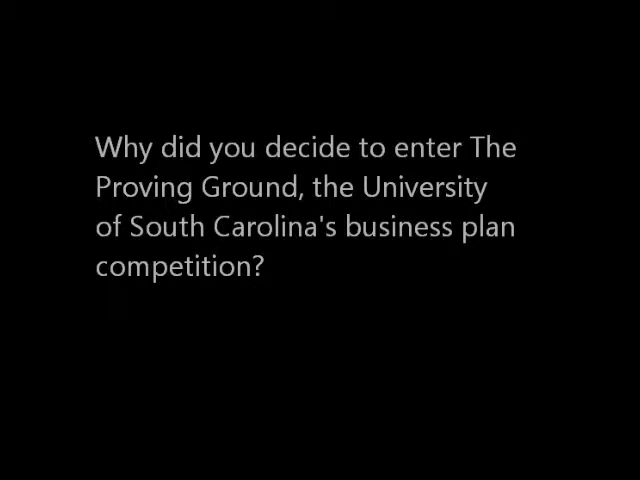 Why did you decide to enter The
Proving Ground, the University
of South Carolina's business plan
competition?